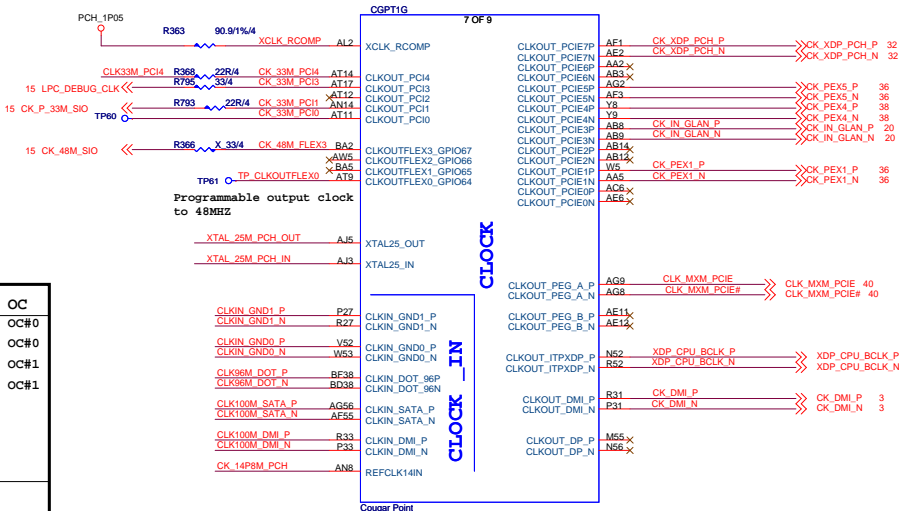 CGPT1G
7 OF 9
PCH_1P05
R363 90.9/1%/4
XCLK_RCOMP AL2 XCLK_RCOMP
CLK33M_PCI4 R368 22R/4 CK_33M_PCI4 AT14 CLKOUT_PCI4
15 LPC_DEBUG_CLK R795 33/4 CK_33M_PCI3 AT17 CLKOUT_PCI3
AT12 CLKOUT_PCI2
15 CK_P_33M_SIO R793 22R/4 CK_33M_PCI1 AN14 CLKOUT_PCI1
TP60 CK_33M_PCI0 AT11 CLKOUT_PCI0
15 CK_48M_SIO R366 X_33/4 CK_48M_FLEX3 BA2 CLKOUTFLEX3_GPIO67
AW5 CLKOUTFLEX2_GPIO66
BA5 CLKOUTFLEX1_GPIO65
TP61 TP_CLKOUTFLEX0 AT9 CLKOUTFLEX0_GPIO64
Programmable output clock
to 48MHZ
XTAL_25M_PCH_OUT AJ5 XTAL25_OUT
XTAL_25M_PCH_IN AJ3 XTAL25_IN
CLKIN_GND1_P P27 CLKIN_GND1_P
CLKIN_GND1_N R27 CLKIN_GND1_N
CLKIN_GND0_P V52 CLKIN_GND0_P
CLKIN_GND0_N W53 CLKIN_GND0_N
CLK96M_DOT_P BF38 CLKIN_DOT_96P
CLK96M_DOT_N BD38 CLKIN_DOT_96N
CLK100M_SATA_P AG56 CLKIN_SATA_P
CLK100M_SATA_N AF55 CLKIN_SATA_N
CLK100M_DMI_P R33 CLKIN_DMI_P
CLK100M_DMI_N P33 CLKIN_DMI_N
CK_14P8M_PCH AN8 REFCLK14IN
CLOCK
CLOCK _IN
CLKOUT_PCIE7P AF1 CK_XDP_PCH_P CK_XDP_PCH_P 32
CLKOUT_PCIE7N AE2 CK_XDP_PCH_N CK_XDP_PCH_N 32
CLKOUT_PCIE6P AA2
CLKOUT_PCIE6N AB3
CLKOUT_PCIE5P AG2 CK_PEX5_P 36
CLKOUT_PCIE5N AF3 CK_PEX5_N 36
CLKOUT_PCIE4P Y8 CK_PEX4_P 38
CLKOUT_PCIE4N Y9 CK_PEX4_N 38
CLKOUT_PCIE3P AB8 CK_IN_GLAN_P CK_IN_GLAN_P 20
CLKOUT_PCIE3N AB9 CK_IN_GLAN_N CK_IN_GLAN_N 20
CLKOUT_PCIE2P AB14
CLKOUT_PCIE2N AB12
CLKOUT_PCIE1P W5 CK_PEX1_P CK_PEX1_P 36
CLKOUT_PCIE1N AA5 CK_PEX1_N CK_PEX1_N 36
CLKOUT_PCIE0P AC6
CLKOUT_PCIE0N AE6
CLKOUT_PEG_A_P AG9 CLK_MXM_PCIE CLK_MXM_PCIE 40
CLKOUT_PEG_A_N AG8 CLK_MXM_PCIE# CLK_MXM_PCIE# 40
CLKOUT_PEG_B_P AE11
CLKOUT_PEG_B_N AE12
CLKOUT_ITPXDP_P N52 XDP_CPU_BCLK_P XDP_CPU_BCLK_P
CLKOUT_ITPXDP_N R52 XDP_CPU_BCLK_N XDP_CPU_BCLK_N
CLKOUT_DMI_P R31 CK_DMI_P CK_DMI_P 3
CLKOUT_DMI_N P31 CK_DMI_N CK_DMI_N 3
CLKOUT_DP_P M55
CLKOUT_DP_N N56
Cougar Point
OC
OC#0
OC#0
OC#1
OC#1